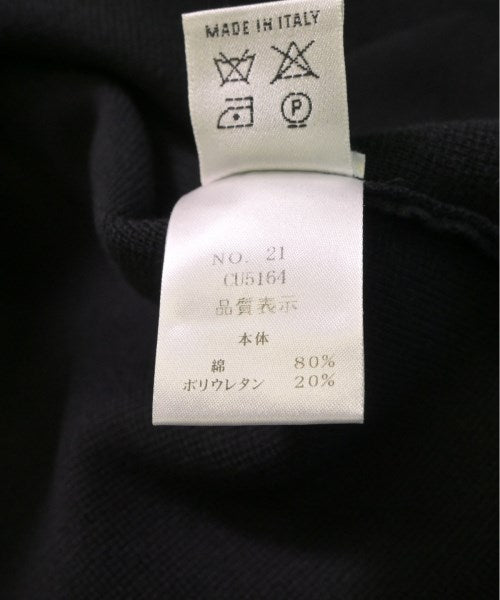 MADE IN ITALY
P
NO. 21
CU5164
品質表示
本体
綿 80%
ポリウレタン 20%